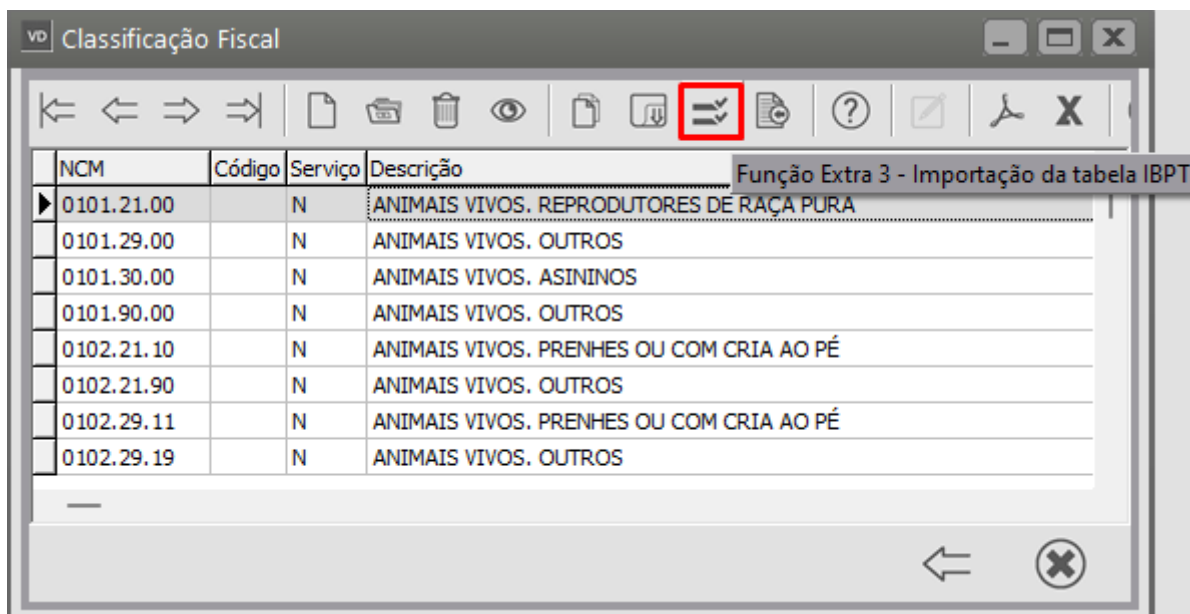 VD Classificação Fiscal
Função Extra 3 - Importação da tabela IBPT
NCM Código Serviço Descrição
0101.21.00 N ANIMAIS VIVOS. REPRODUTORES DE RAÇA PURA
0101.29.00 N ANIMAIS VIVOS. OUTROS
0101.30.00 N ANIMAIS VIVOS. ASININOS
0101.90.00 N ANIMAIS VIVOS. OUTROS
0102.21.10 N ANIMAIS VIVOS. PRENHES OU COM CRIA AO PÉ
0102.21.90 N ANIMAIS VIVOS. OUTROS
0102.29.11 N ANIMAIS VIVOS. PRENHES OU COM CRIA AO PÉ
0102.29.19 N ANIMAIS VIVOS. OUTROS